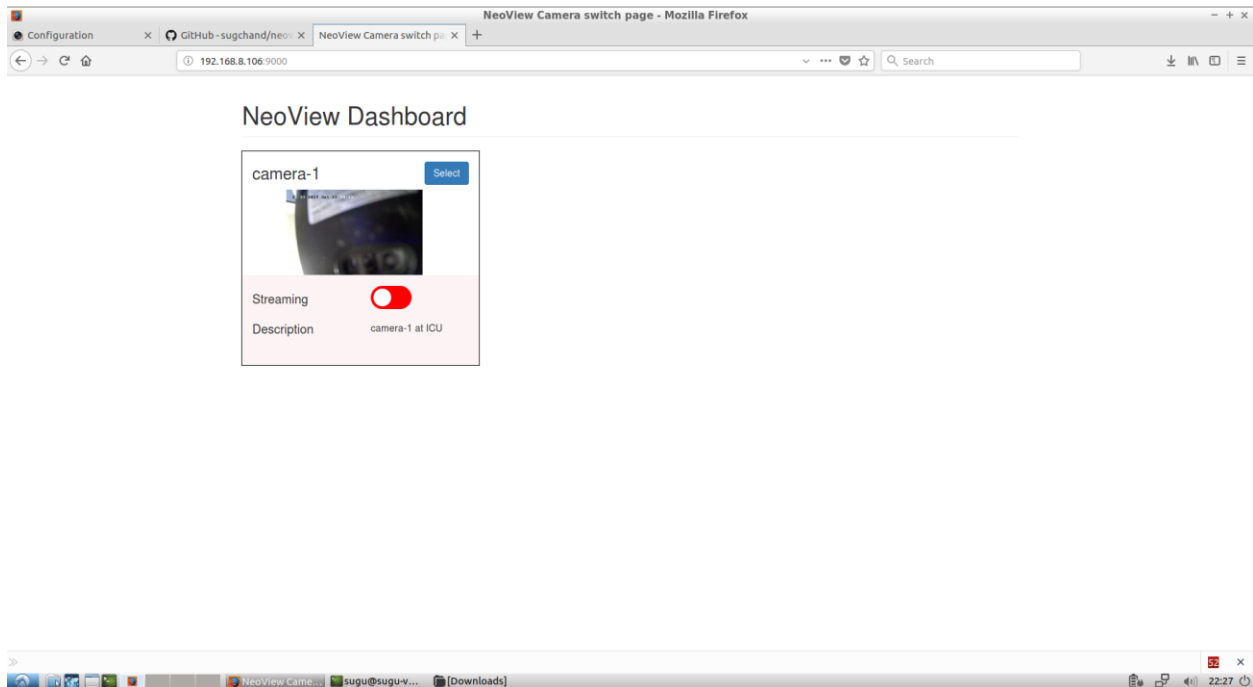 NeoView Camera switch page - Mozilla Firefox
Configuration
GitHub - sugchand/neov
NeoView Camera switch pa
192.168.8.106:9000
Search
NeoView Dashboard
camera-1
Select
Streaming
Description
camera-1 at ICU
52
NeoView Came...
sugu@sugu-v...
[Downloads]
22:27